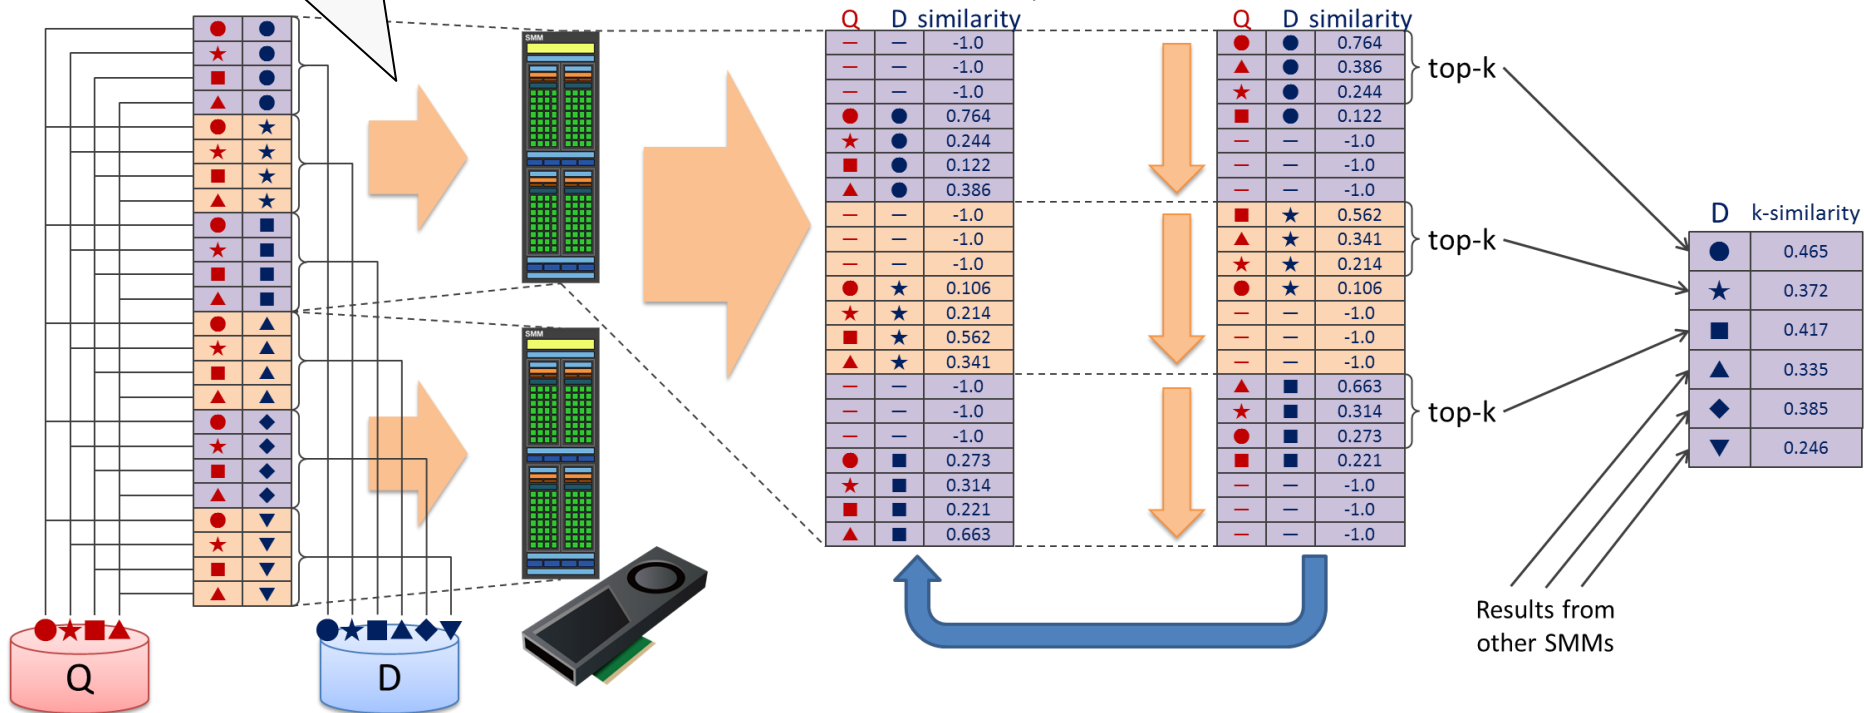 SMM
SMM
Q
D
Q D similarity
— — -1.0
— — -1.0
— — -1.0
0.764
0.244
0.122
0.386
— — -1.0
— — -1.0
— — -1.0
0.106
0.214
0.562
0.341
— — -1.0
— — -1.0
— — -1.0
0.273
0.314
0.221
0.663
Q D similarity
0.764
0.386
0.244
0.122
— — -1.0
— — -1.0
— — -1.0
0.562
0.341
0.214
0.106
— — -1.0
— — -1.0
— — -1.0
0.663
0.314
0.273
0.221
— — -1.0
— — -1.0
— — -1.0
top-k
top-k
top-k
D k-similarity
0.465
0.372
0.417
0.335
0.385
0.246
Results from
other SMMs